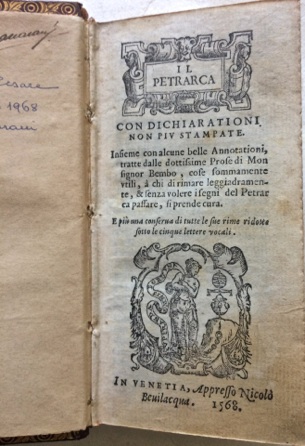 Cesare
1968
IL
PETRARCA
CON DICHIARATIONI
NON PIV STAMPATE.
Insieme con alcune belle Annotationi,
tratte dalle dottissime Prose di Mon
signor Bembo, cose sommamente
vtili, à chi di rimare leggiadramen-
te, & senza volere i segni del Petrar
ca passare, si prende cura.
E più una conserua di tutte le sue rime ridotte
sotto le cinque lettere vocali.
IN VENETIA, Appresso Nicolò
Beuilacqua. 1568.